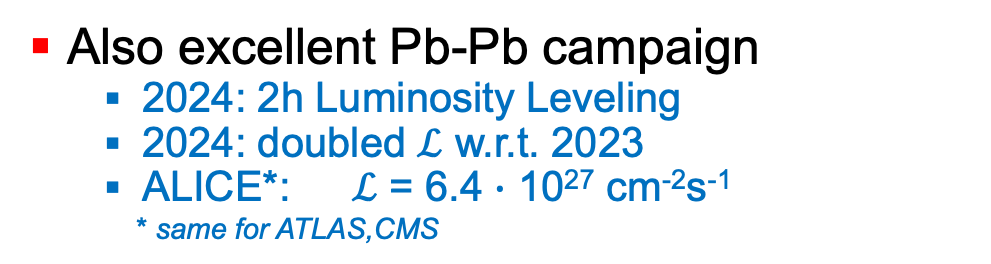 ▪ Also excellent Pb-Pb campaign
▪ 2024: 2h Luminosity Leveling
▪ 2024: doubled ℒ w.r.t. 2023
▪ ALICE*: ℒ = 6.4 · 10²⁷ cm⁻²s⁻¹
* same for ATLAS,CMS